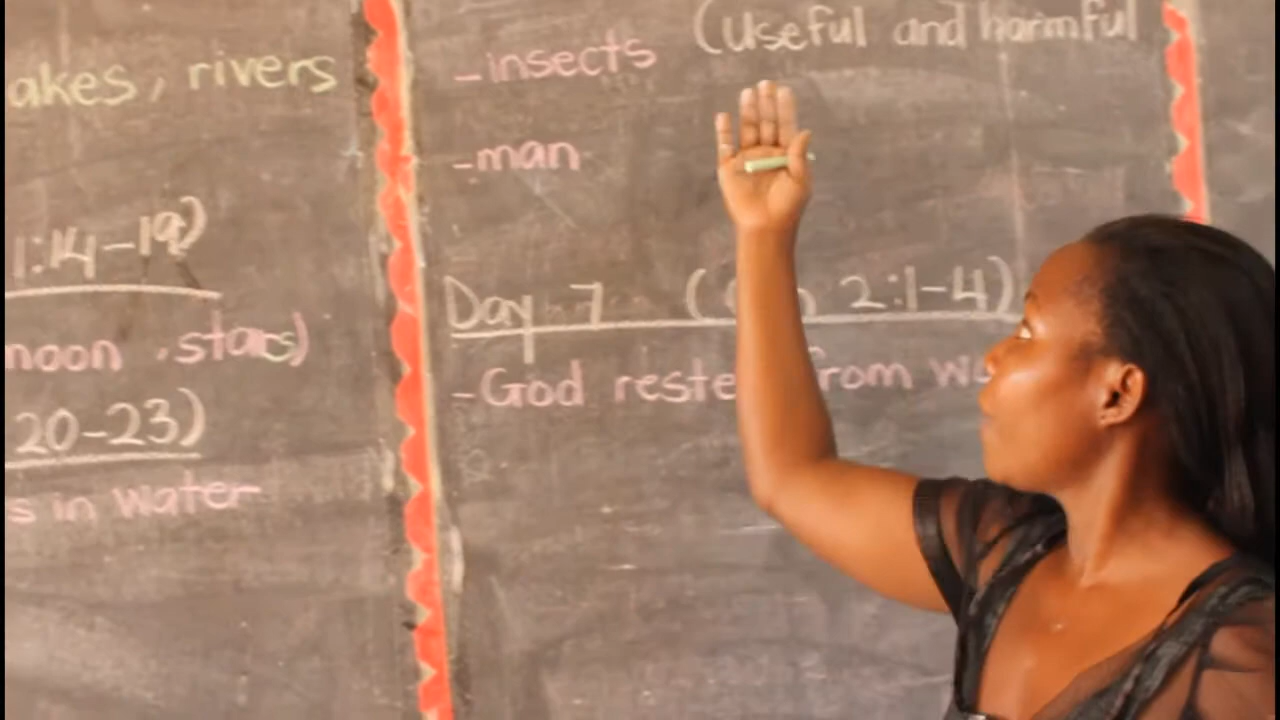 akes, rivers
1:14-19)
moon , stars)
20-23)
s in water
-insects (Useful and harmful
-man
Day 7 ( 2:1-4)
-God reste from